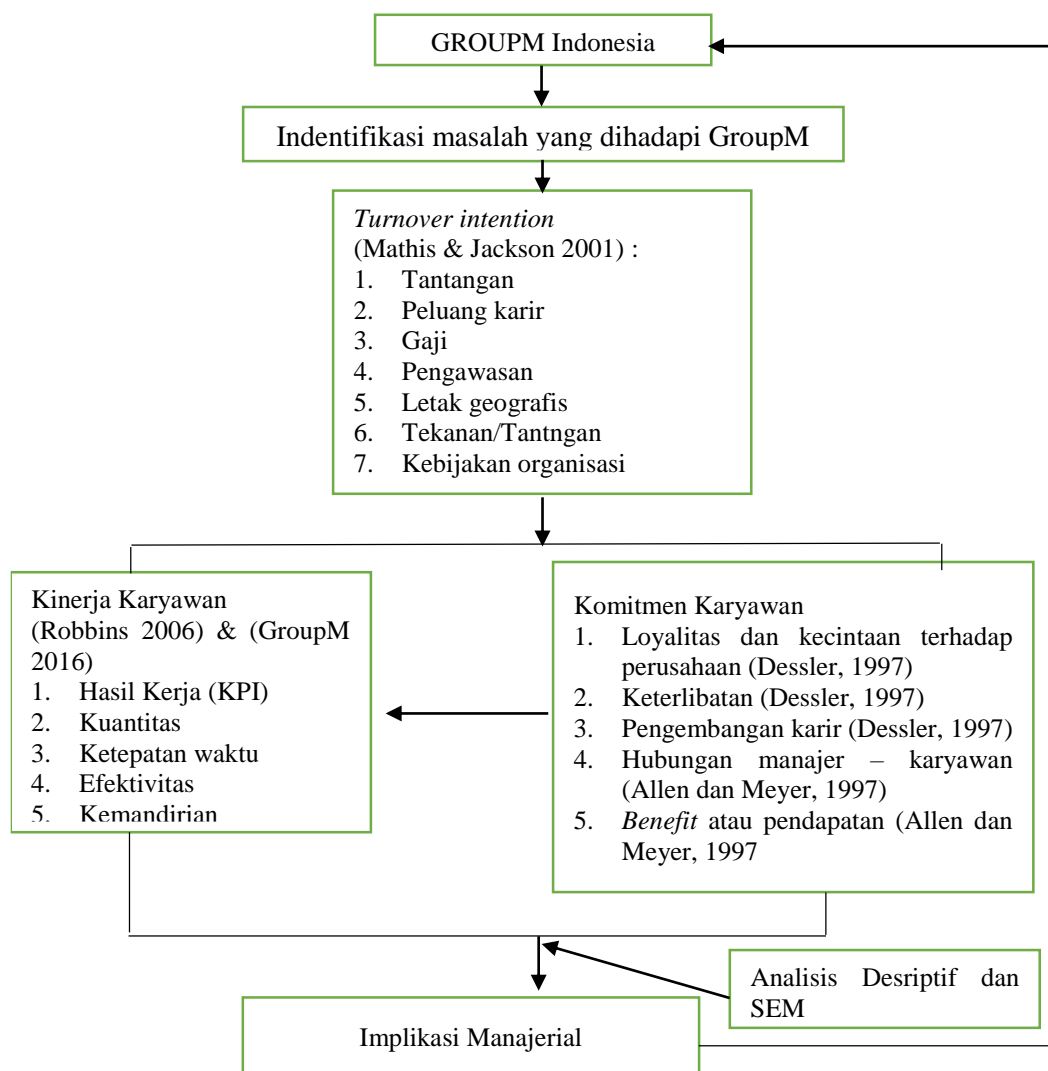 GROUPM Indonesia
Indentifikasi masalah yang dihadapi GroupM
Turnover intention
(Mathis & Jackson 2001) :
1. Tantangan
2. Peluang karir
3. Gaji
4. Pengawasan
5. Letak geografis
6. Tekanan/Tantngan
7. Kebijakan organisasi
Kinerja Karyawan
(Robbins 2006) & (GroupM
2016)
1. Hasil Kerja (KPI)
2. Kuantitas
3. Ketepatan waktu
4. Efektivitas
5. Kemandirian
Komitmen Karyawan
1. Loyalitas dan kecintaan terhadap
perusahaan (Dessler, 1997)
2. Keterlibatan (Dessler, 1997)
3. Pengembangan karir (Dessler, 1997)
4. Hubungan manajer – karyawan
(Allen dan Meyer, 1997)
5. Benefit atau pendapatan (Allen dan
Meyer, 1997
Analisis Desriptif dan
SEM
Implikasi Manajerial